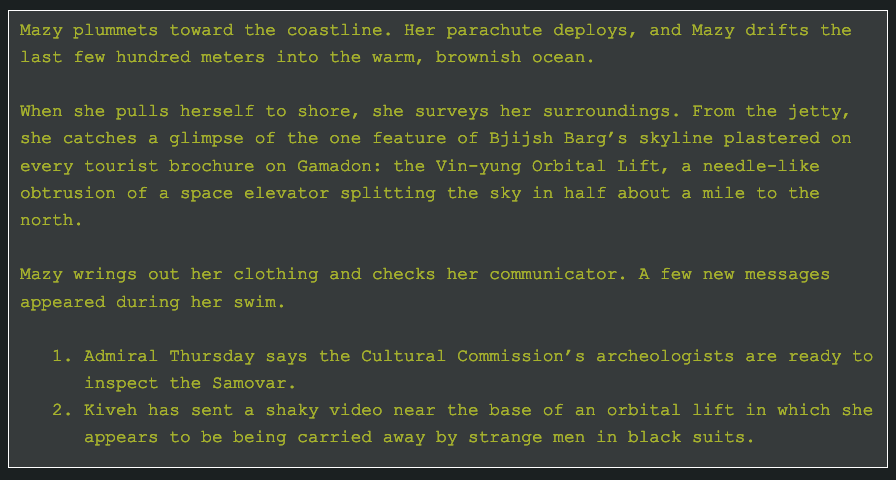 Mazy plummets toward the coastline. Her parachute deploys, and Mazy drifts the
last few hundred meters into the warm, brownish ocean.
When she pulls herself to shore, she surveys her surroundings. From the jetty,
she catches a glimpse of the one feature of Bjijsh Barg’s skyline plastered on
every tourist brochure on Gamadon: the Vin-yung Orbital Lift, a needle-like
obtrusion of a space elevator splitting the sky in half about a mile to the
north.
Mazy wrings out her clothing and checks her communicator. A few new messages
appeared during her swim.
1. Admiral Thursday says the Cultural Commission’s archeologists are ready to
inspect the Samovar.
2. Kiveh has sent a shaky video near the base of an orbital lift in which she
appears to be being carried away by strange men in black suits.